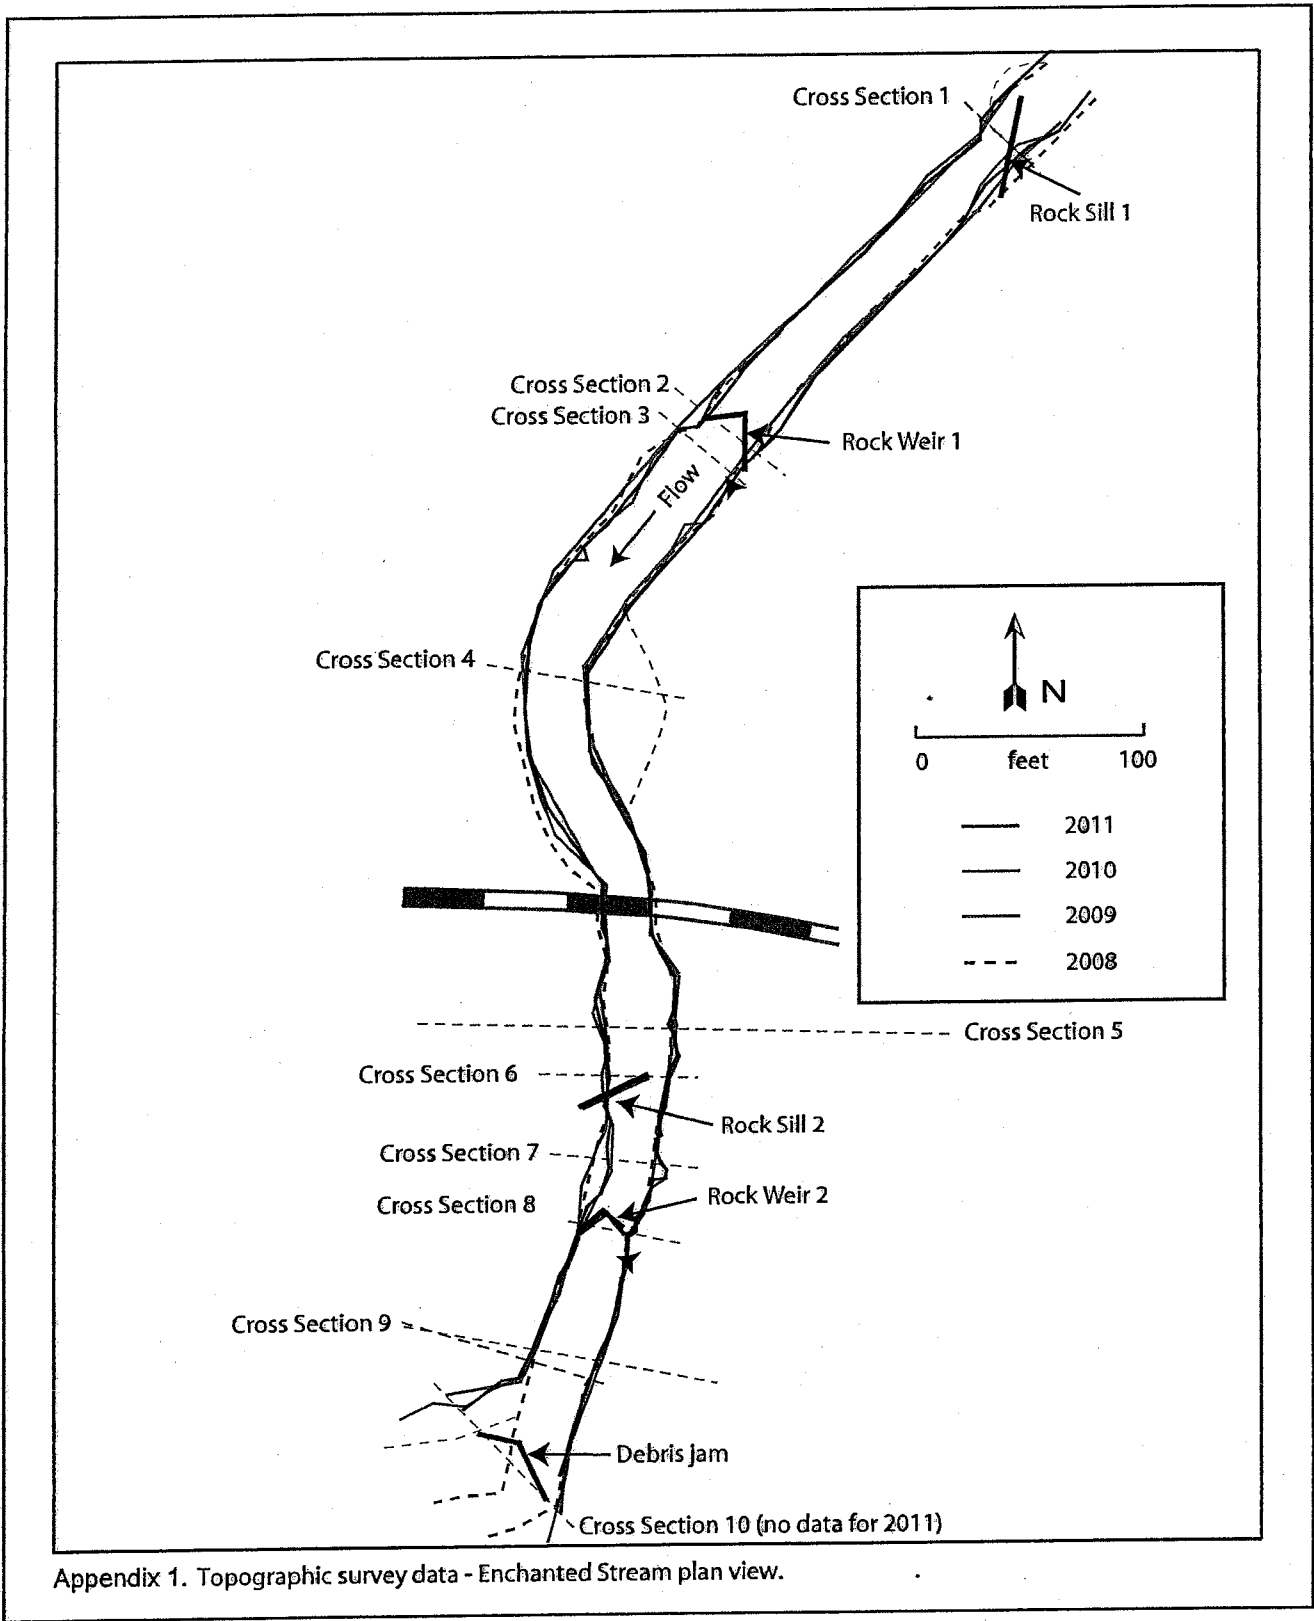 Cross Section 1
Rock Sill 1
Cross Section 2
Cross Section 3
Rock Weir 1
Flow
Cross Section 4
N
0 feet 100
2011
2010
2009
2008
Cross Section 5
Cross Section 6
Rock Sill 2
Cross Section 7
Rock Weir 2
Cross Section 8
Cross Section 9
Debris jam
Cross Section 10 (no data for 2011)
Appendix 1. Topographic survey data - Enchanted Stream plan view.